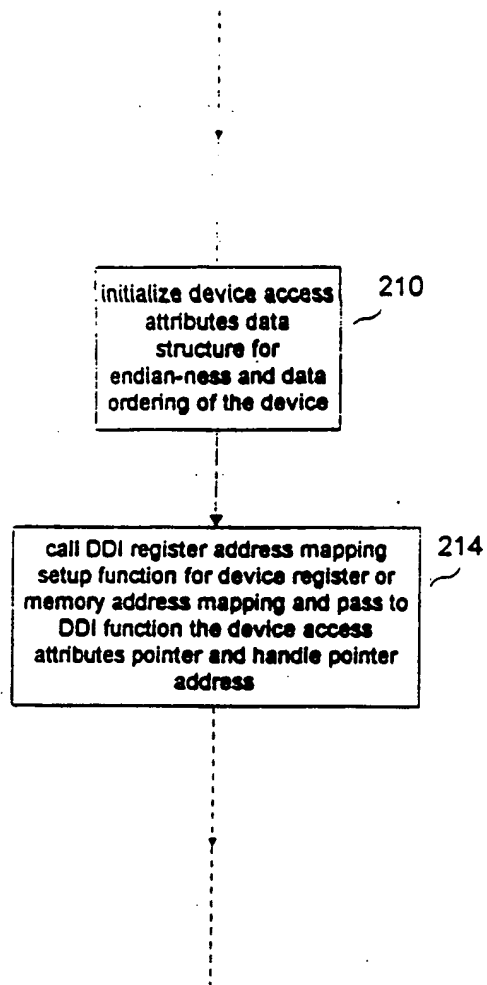 initialize device access
attributes data
structure for
endian-ness and data
ordering of the device
210
call DDI register address mapping
setup function for device register or
memory address mapping and pass to
DDI function the device access
attributes pointer and handle pointer
address
214